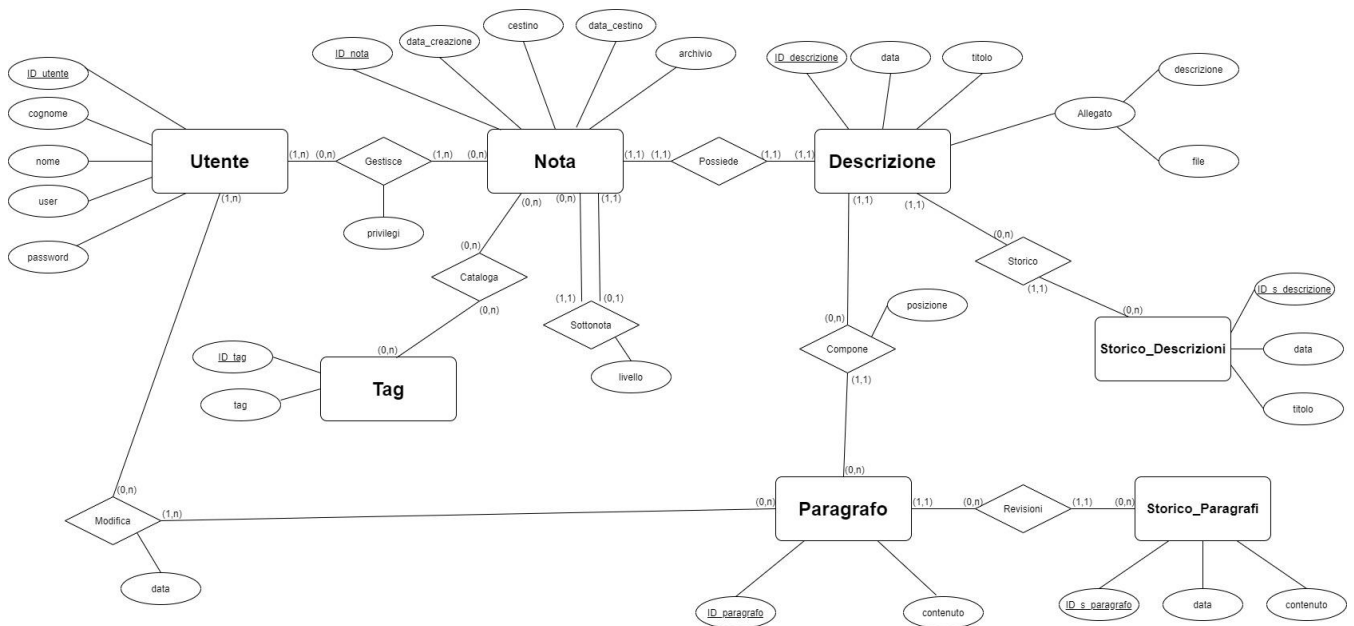 cestino
data_cestino
data_creazione
ID_nota
archivio
ID_descrizione
data
titolo
descrizione
ID_utente
Allegato
cognome
Utente
(1,n)
(0,n)
Gestisce
(1,n)
(0,n)
Nota
(1,1)
(1,1)
Possiede
(1,1)
(1,1)
Descrizione
nome
file
user
(1,n)
(0,n)
(0,n)
(1,1)
(1,1)
(1,1)
privilegi
password
(0,n)
(0,n)
Storico
Cataloga
(1,1)
ID_s_descrizione
(0,n)
(1,1)
(0,1)
posizione
(0,n)
Sottonota
(0,n)
Storico_Descrizioni
data
(0,n)
Compone
ID_tag
Tag
livello
(1,1)
tag
titolo
(0,n)
(0,n)
Modifica
(1,n)
(0,n)
Paragrafo
(1,1)
(0,n)
Revisioni
(1,1)
(0,n)
Storico_Paragrafi
data
ID_paragrafo
contenuto
ID_s_paragrafo
data
contenuto